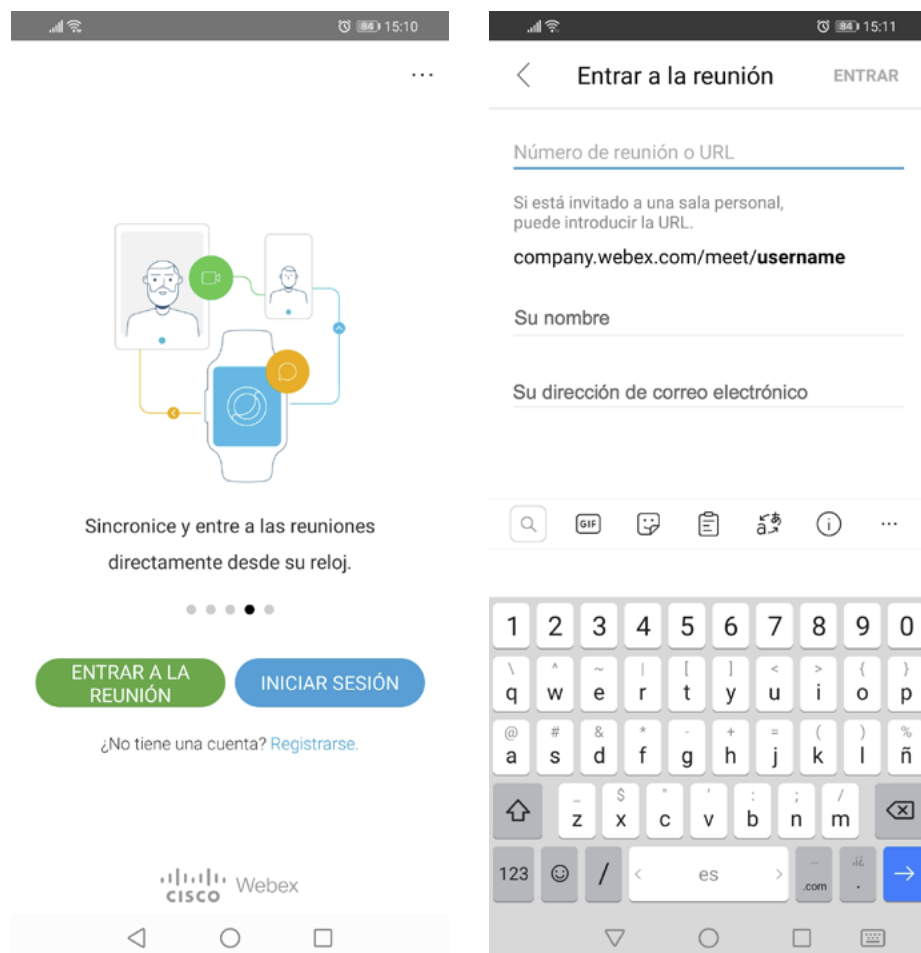 84 15:10
...
Sincronice y entre a las reuniones
directamente desde su reloj.
ENTRAR A LA
REUNIÓN
INICIAR SESIÓN
¿No tiene una cuenta? Registrarse.
CISCO Webex
84 15:11
Entrar a la reunión ENTRAR
Número de reunión o URL
Si está invitado a una sala personal,
puede introducir la URL.
company.webex.com/meet/username
Su nombre
Su dirección de correo electrónico
GIF あ a i ...
1 2 3 4 5 6 7 8 9 0
\ ^ ~ | [ ] < > { }
q w e r t y u i o p
@ # & * - + = ( ) %
a s d f g h j k l ñ
_ $ " ' : ; /
z x c v b n m
123 / < es > .com .